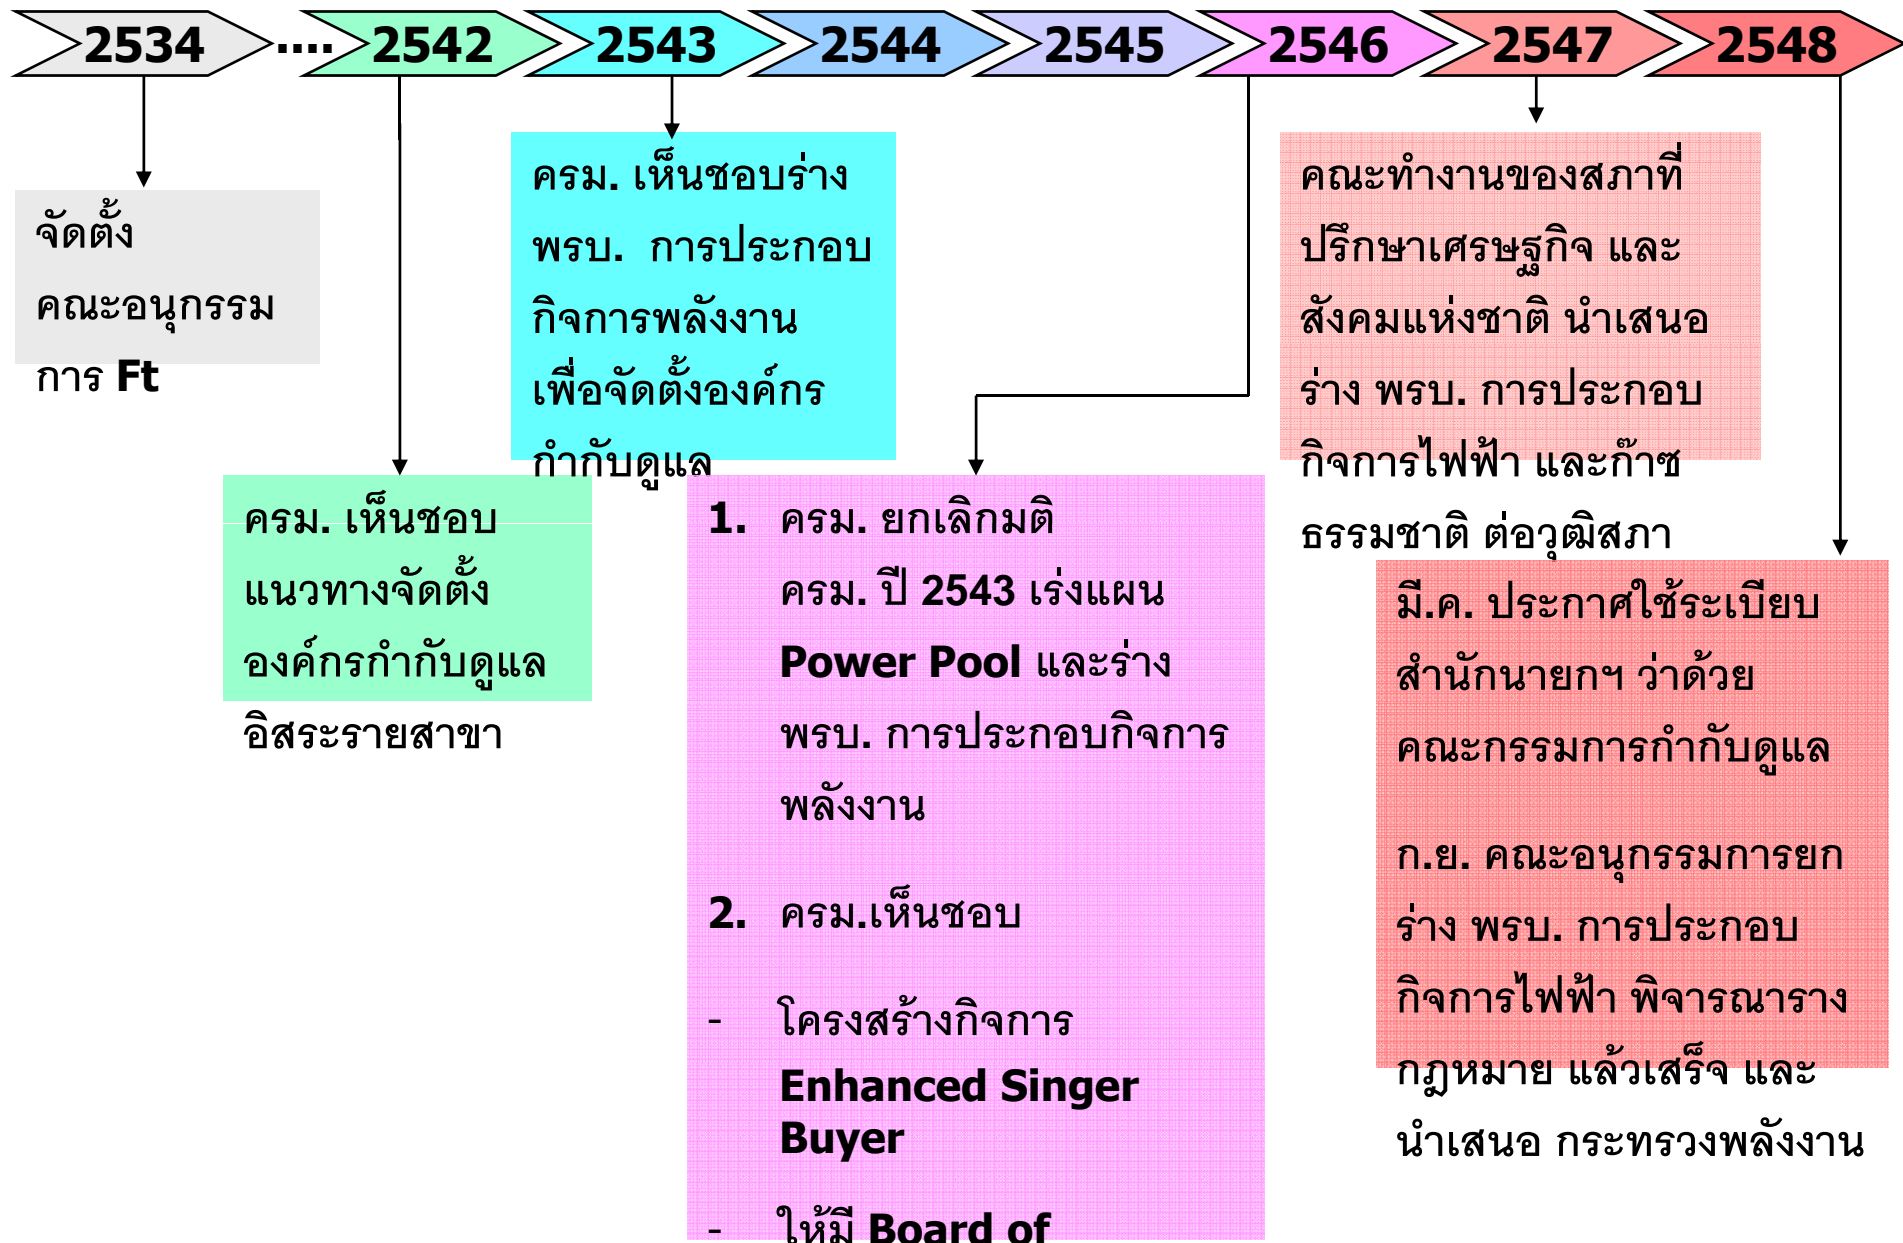 2534 .... 2542 2543 2544 2545 2546 2547 2548
จัดตั้ง
คณะอนุกรรม
การ Ft
ครม. เห็นชอบ
แนวทางจัดตั้ง
องค์กรกำกับดูแล
อิสระรายสาขา
ครม. เห็นชอบร่าง
พรบ. การประกอบ
กิจการพลังงาน
เพื่อจัดตั้งองค์กร
กำกับดูแล
1. ครม. ยกเลิกมติ
ครม. ปี 2543 เร่งแผน
Power Pool และร่าง
พรบ. การประกอบกิจการ
พลังงาน
2. ครม.เห็นชอบ
- โครงสร้างกิจการ
Enhanced Singer
Buyer
- ให้มี Board of
คณะทำงานของสภาที่
ปรึกษาเศรษฐกิจ และ
สังคมแห่งชาติ นำเสนอ
ร่าง พรบ. การประกอบ
กิจการไฟฟ้า และก๊าซ
ธรรมชาติ ต่อวุฒิสภา
มี.ค. ประกาศใช้ระเบียบ
สำนักนายกฯ ว่าด้วย
คณะกรรมการกำกับดูแล
ก.ย. คณะอนุกรรมการยก
ร่าง พรบ. การประกอบ
กิจการไฟฟ้า พิจารณาราง
กฎหมาย แล้วเสร็จ และ
นำเสนอ กระทรวงพลังงาน